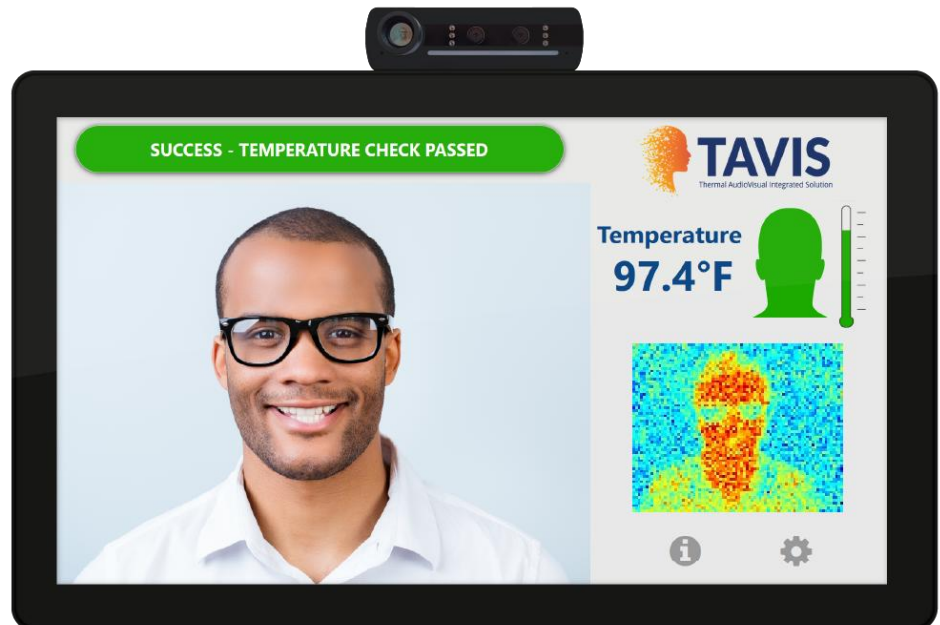 SUCCESS - TEMPERATURE CHECK PASSED
TAVIS
Thermal AudioVisual Integrated Solution
Temperature
97.4°F
i